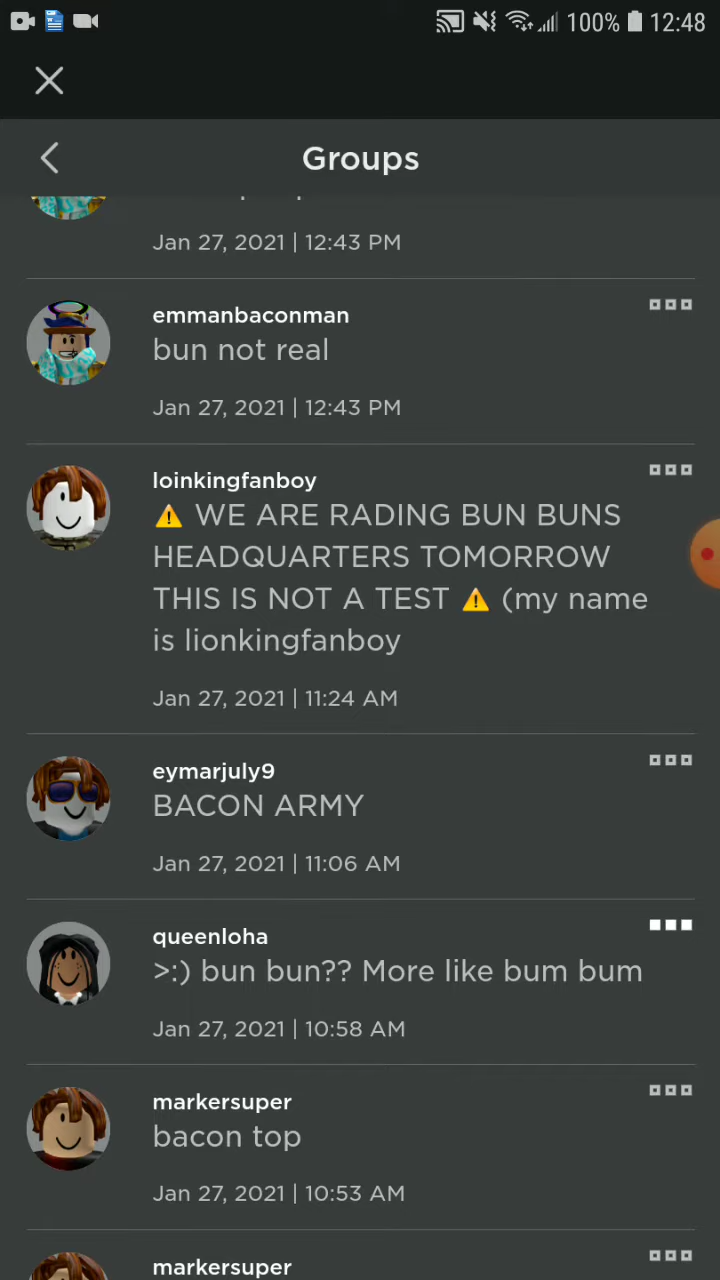 100% 12:48
Groups
Jan 27, 2021 | 12:43 PM
emmanbaconman
bun not real
Jan 27, 2021 | 12:43 PM
loinkingfanboy
⚠️ WE ARE RADING BUN BUNS
HEADQUARTERS TOMORROW
THIS IS NOT A TEST ⚠️ (my name
is lionkingfanboy
Jan 27, 2021 | 11:24 AM
eymarjuly9
BACON ARMY
Jan 27, 2021 | 11:06 AM
queenloha
>:) bun bun?? More like bum bum
Jan 27, 2021 | 10:58 AM
markersuper
bacon top
Jan 27, 2021 | 10:53 AM
markersuper